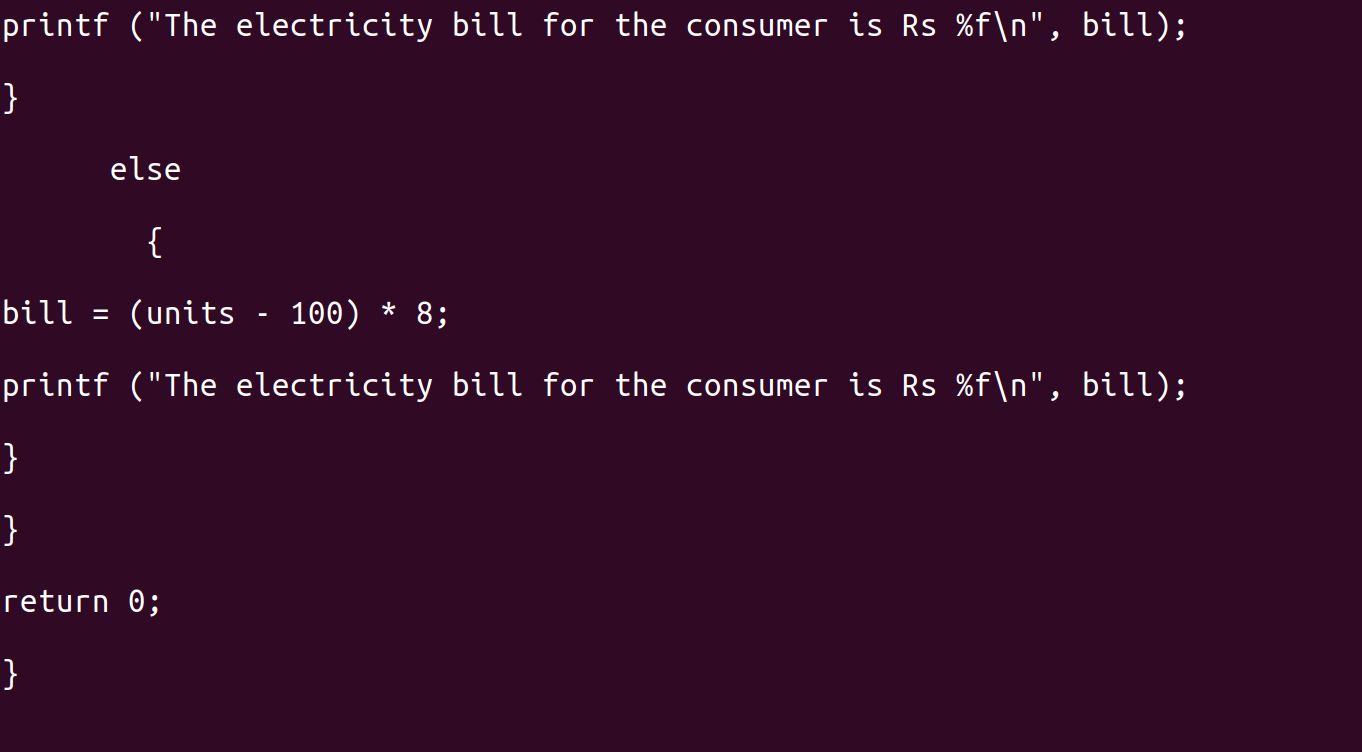 printf ("The electricity bill for the consumer is Rs %f\n", bill);
}
else
{
bill = (units - 100) * 8;
printf ("The electricity bill for the consumer is Rs %f\n", bill);
}
}
return 0;
}